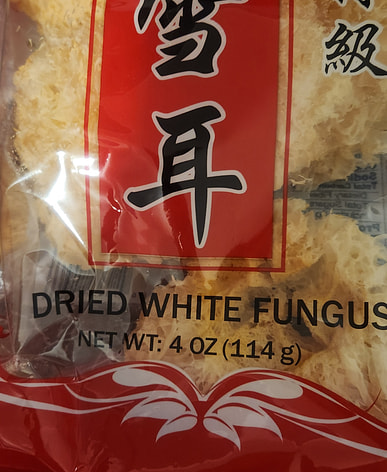 雪耳
級
DRIED WHITE FUNGUS
NET WT: 4 OZ (114 g)